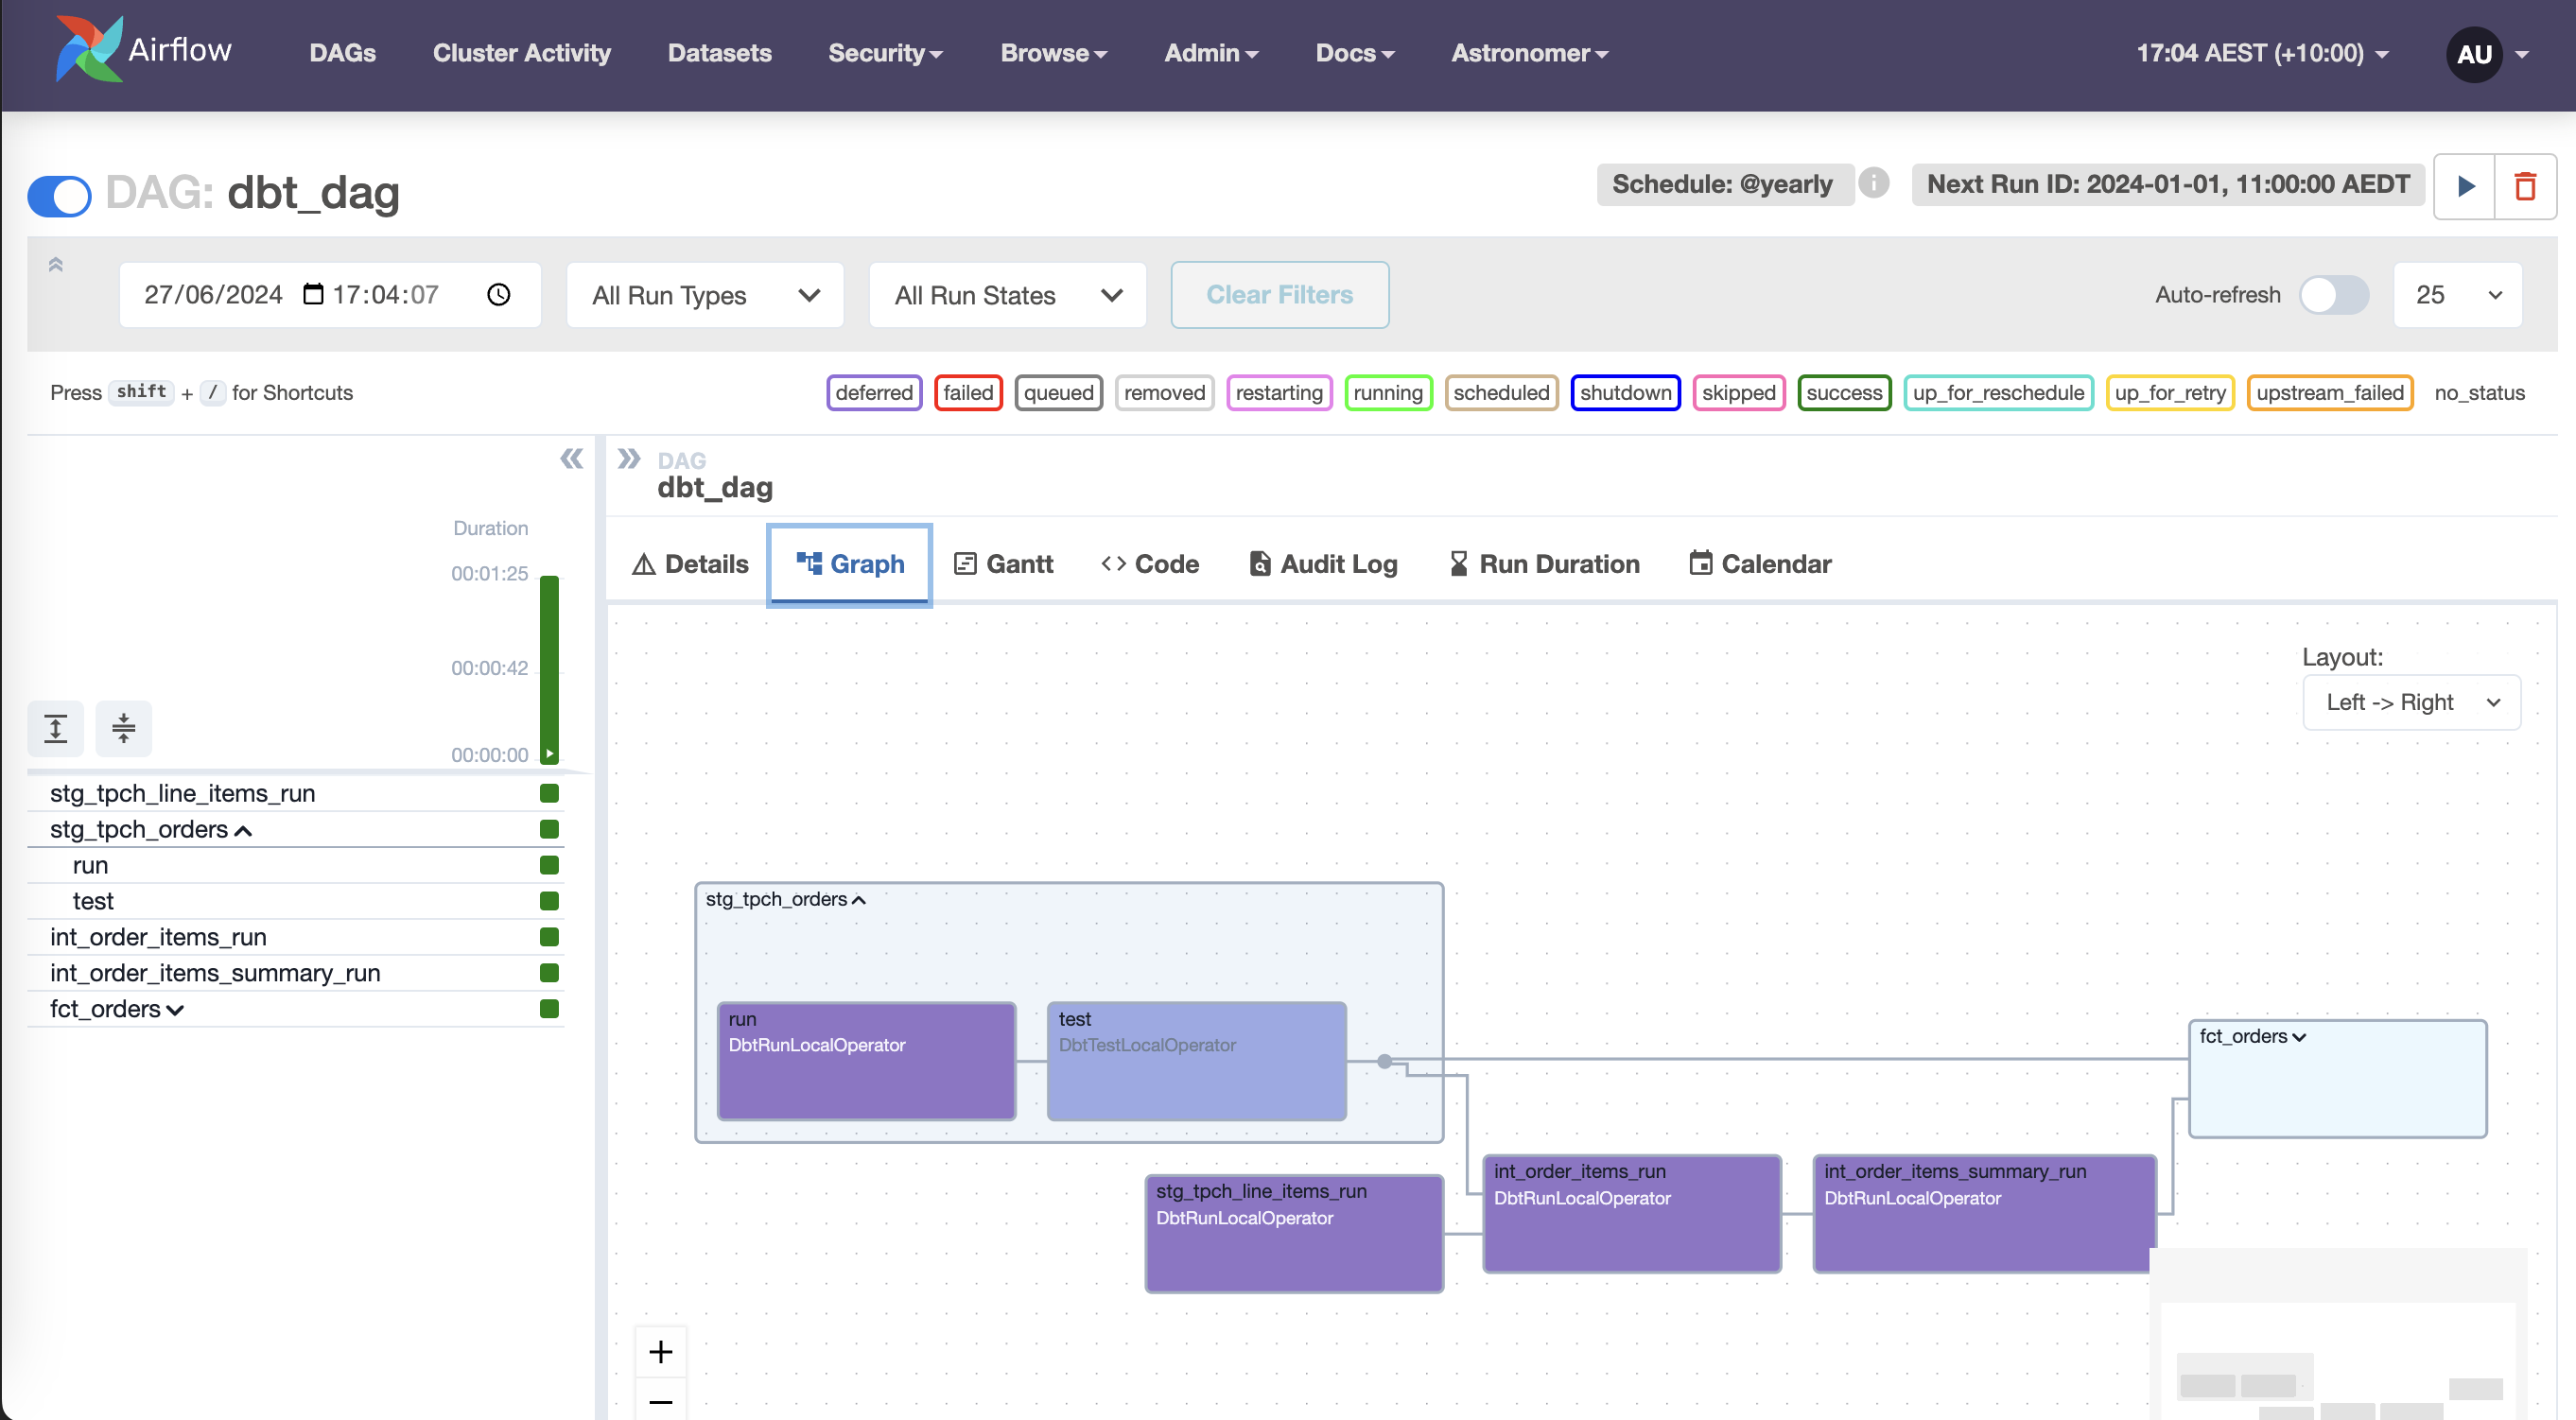 Airflow DAGs Cluster Activity Datasets Security Browse Admin Docs Astronomer 17:04 AEST (+10:00) AU
DAG: dbt_dag Schedule: @yearly i Next Run ID: 2024-01-01, 11:00:00 AEDT
27/06/2024 17:04:07 All Run Types All Run States Clear Filters Auto-refresh 25
Press shift + / for Shortcuts deferred failed queued removed restarting running scheduled shutdown skipped success up_for_reschedule up_for_retry upstream_failed no_status
Duration
00:01:25
00:00:42
00:00:00
stg_tpch_line_items_run
stg_tpch_orders
run
test
int_order_items_run
int_order_items_summary_run
fct_orders
DAG
dbt_dag
Details Graph Gantt <> Code Audit Log Run Duration Calendar
Layout:
Left -> Right
stg_tpch_orders
run
DbtRunLocalOperator
test
DbtTestLocalOperator
fct_orders
stg_tpch_line_items_run
DbtRunLocalOperator
int_order_items_run
DbtRunLocalOperator
int_order_items_summary_run
DbtRunLocalOperator
+
−